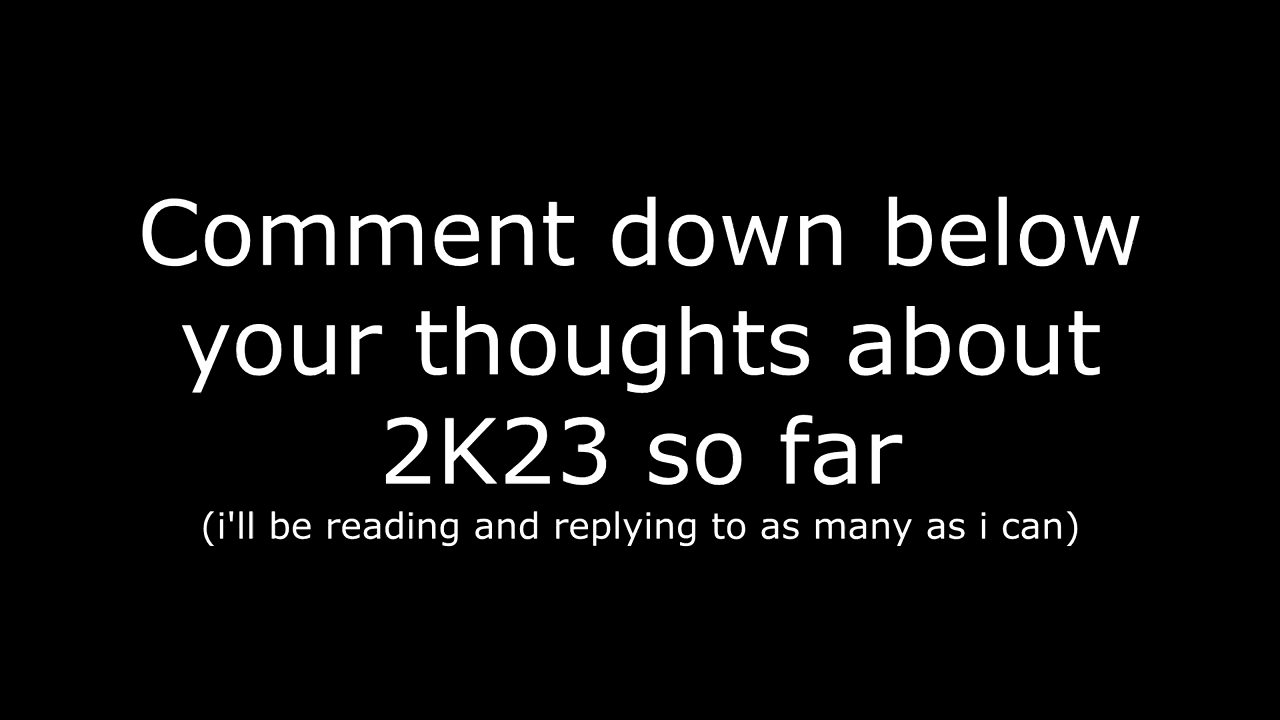 Comment down below
your thoughts about
2K23 so far
(i'll be reading and replying to as many as i can)